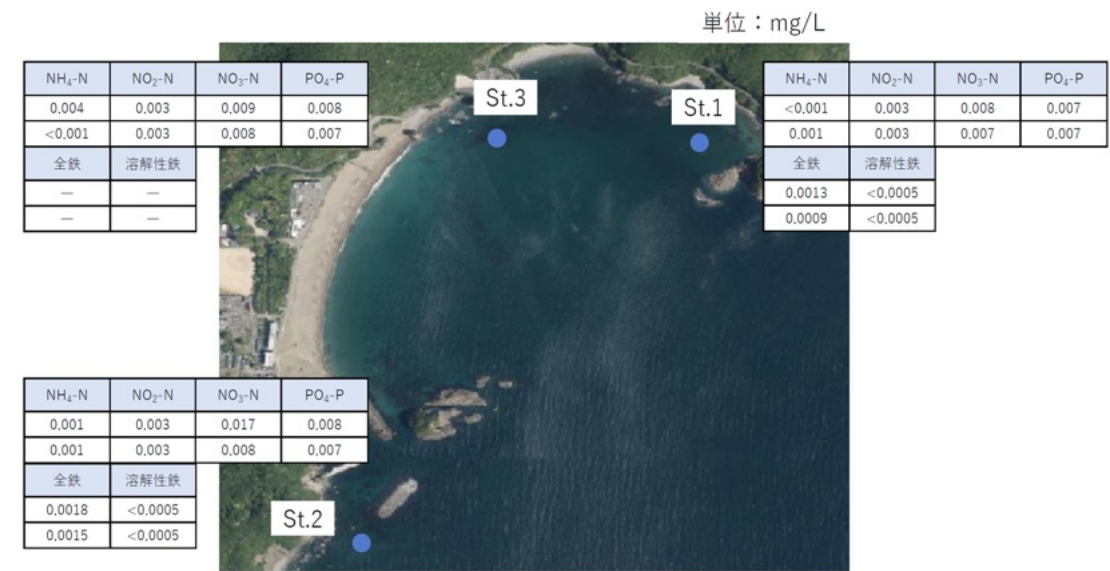 単位：mg/L
NH₄-N NO₂-N NO₃-N PO₄-P
0.004 0.003 0.009 0.008
<0.001 0.003 0.008 0.007
全鉄 溶解性鉄
— —
— —
St.3
St.1
NH₄-N NO₂-N NO₃-N PO₄-P
<0.001 0.003 0.008 0.007
0.001 0.003 0.007 0.007
全鉄 溶解性鉄
0.0013 <0.0005
0.0009 <0.0005
NH₄-N NO₂-N NO₃-N PO₄-P
0.001 0.003 0.017 0.008
0.001 0.003 0.008 0.007
全鉄 溶解性鉄
0.0018 <0.0005
0.0015 <0.0005
St.2